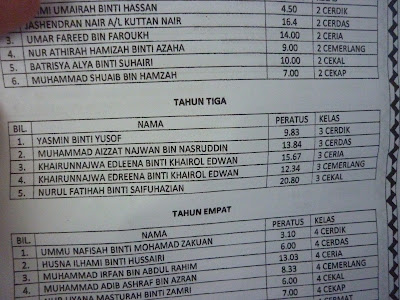 AMI UMAIRAH BINTI HASSAN 4.50 2 CERDIK
JASHENDRAN NAIR A/L KUTTAN NAIR 16.4 2 CERDAS
3. UMAR FAREED BIN FAROUKH 14.00 2 CERIA
4. NUR ATHIRAH HAMIZAH BINTI AZAHA 9.00 2 CEMERLANG
5. BATRISYA ALYA BINTI SUHAIRI 10.00 2 CEKAL
6. MUHAMMAD SHUAIB BIN HAMZAH 7.00 2 CEKAP
TAHUN TIGA
BIL. NAMA PERATUS KELAS
1. YASMIN BINTI YUSOF 9.83 3 CERDIK
2. MUHAMMAD AIZZAT NAJWAN BIN NASRUDDIN 13.84 3 CERDAS
3. KHAIRUNNAJWA EDLEENA BINTI KHAIROL EDWAN 15.67 3 CERIA
4. KHAIRUNNAJWA EDREENA BINTI KHAIROL EDWAN 12.34 3 CEMERLANG
5. NURUL FATIHAH BINTI SAIFUHAZIAN 20.80 3 CEKAL
TAHUN EMPAT
BIL. NAMA PERATUS KELAS
1. UMMU NAFISAH BINTI MOHAMAD ZAKUAN 3.10 4 CERDIK
2. HUSNA ILHAMI BINTI HUSSAIRI 6.00 4 CERDAS
3. MUHAMMAD IRFAN BIN ABDUL RAHIM 13.03 4 CERIA
4. MUHAMMAD ADIB ASHRAF BIN AZRAN 8.33 4 CEMERLANG
LIYANA MASTURAH BINTI ZAMRI 6.00 4 CEKAL
7.00 4 CEKAP